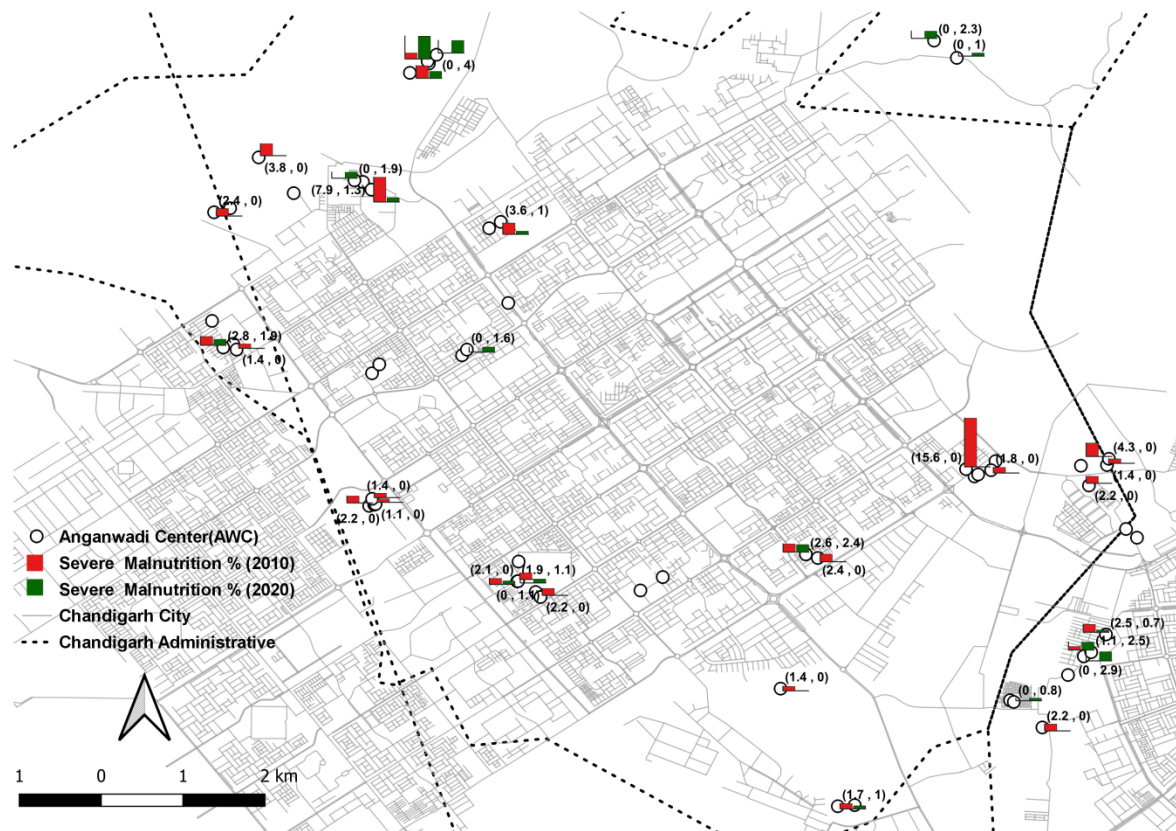 (0 , 2.3)
(0 , 1)
(0 , 4)
(3.8 , 0)
(0 , 1.9)
(7.9 , 1.3)
(2.4 , 0)
(3.6 , 1)
(2.8 , 1.9)
(1.4 , 0)
(0 , 1.6)
(15.6 , 0)
(1.8 , 0)
(4.3 , 0)
(1.4 , 0)
(2.2 , 0)
(1.4 , 0)
(2.2 , 0)
(1.1 , 0)
Anganwadi Center(AWC)
Severe Malnutrition % (2010)
Severe Mulnutrition % (2020)
Chandigarh City
Chandigarh Administrative
(2.6 , 2.4)
(2.4 , 0)
(2.1 , 0)
(1.9 , 1.1)
(0 , 1.1)
(2.2 , 0)
(2.5 , 0.7)
(1.1 , 2.5)
(0 , 2.9)
(1.4 , 0)
(0 , 0.8)
(2.2 , 0)
(1.7 , 1)
1 0 1 2 km